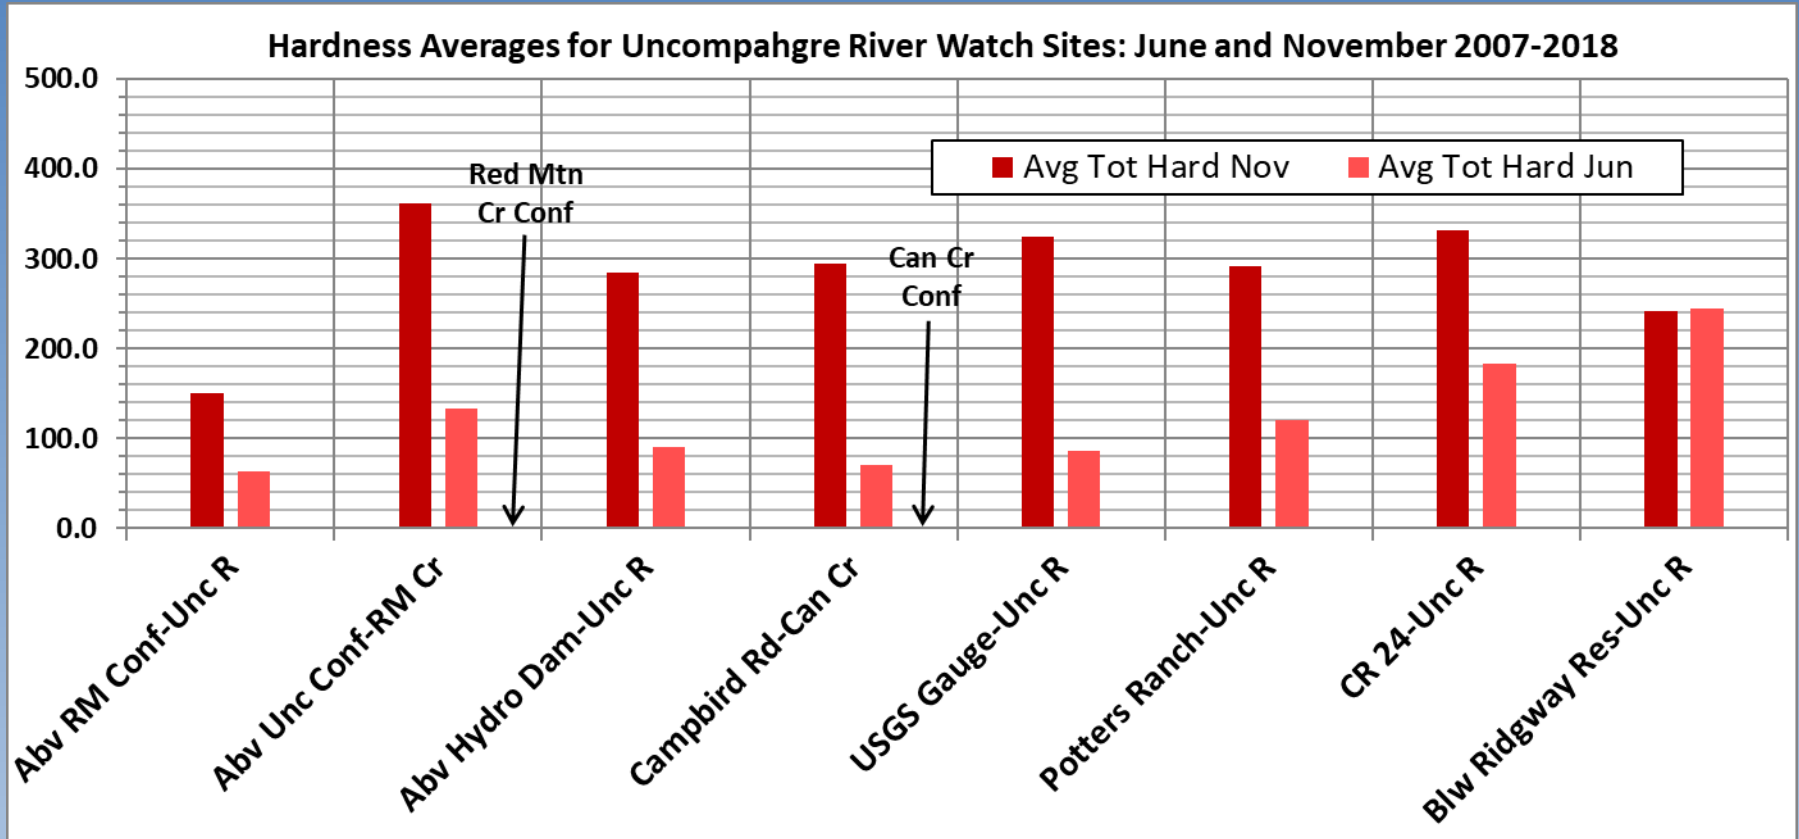 Hardness Averages for Uncompahgre River Watch Sites: June and November 2007-2018
500.0
400.0
300.0
200.0
100.0
0.0
Avg Tot Hard Nov
Avg Tot Hard Jun
Red Mtn
Cr Conf
Can Cr
Conf
Abv RM Conf-Unc R
Abv Unc Conf-RM Cr
Abv Hydro Dam-Unc R
Campbird Rd-Can Cr
USGS Gauge-Unc R
Potters Ranch-Unc R
CR 24-Unc R
Blw Ridgway Res-Unc R